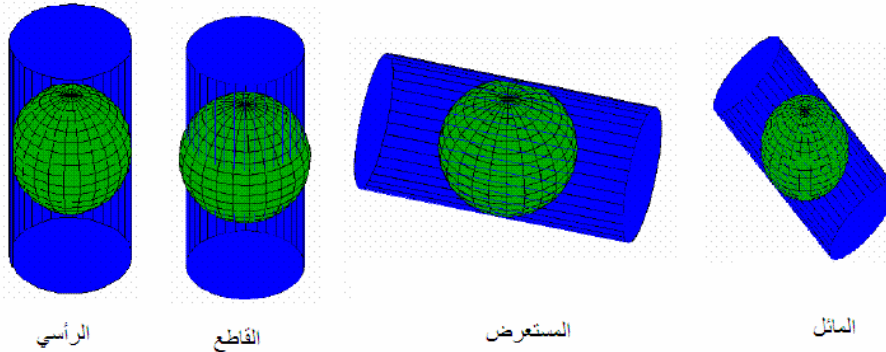 الرأسي
القاطع
المستعرض
المائل